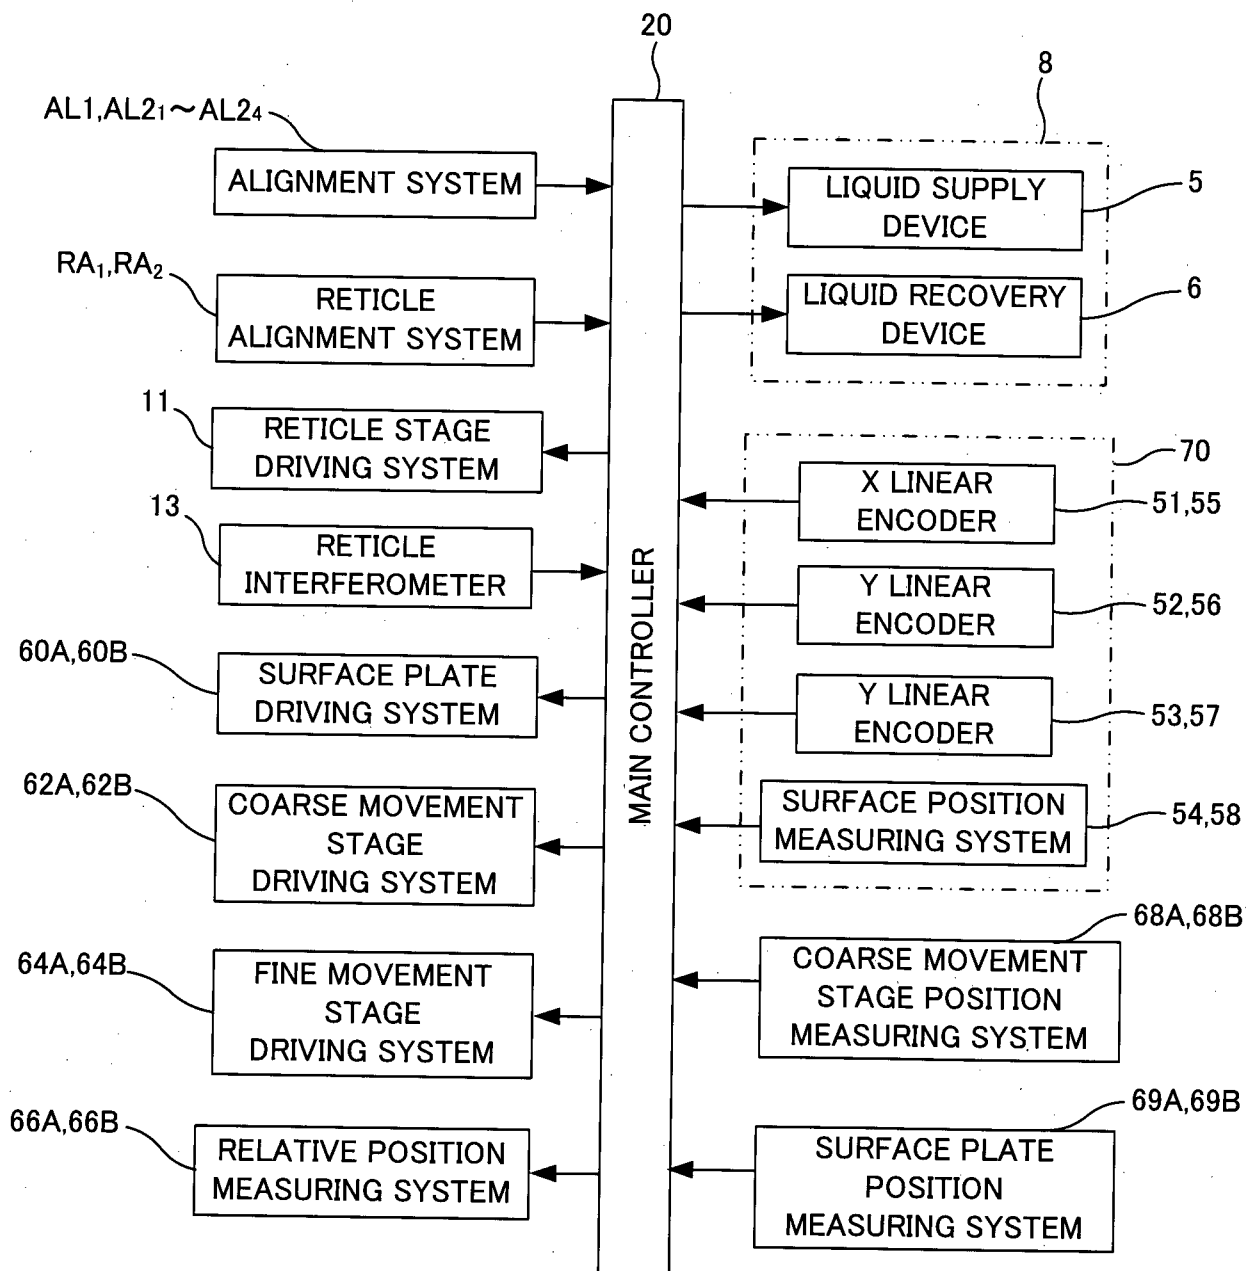 20
8
AL1,AL2₁~AL2₄
ALIGNMENT SYSTEM
LIQUID SUPPLY
DEVICE
5
RA₁,RA₂
RETICLE
ALIGNMENT SYSTEM
LIQUID RECOVERY
DEVICE
6
11
RETICLE STAGE
DRIVING SYSTEM
70
X LINEAR
ENCODER
51,55
13
RETICLE
INTERFEROMETER
Y LINEAR
ENCODER
52,56
60A,60B
SURFACE PLATE
DRIVING SYSTEM
MAIN CONTROLLER
Y LINEAR
ENCODER
53,57
62A,62B
COARSE MOVEMENT
STAGE
DRIVING SYSTEM
SURFACE POSITION
MEASURING SYSTEM
54,58
68A,68B
64A,64B
FINE MOVEMENT
STAGE
DRIVING SYSTEM
COARSE MOVEMENT
STAGE POSITION
MEASURING SYSTEM
66A,66B
RELATIVE POSITION
MEASURING SYSTEM
69A,69B
SURFACE PLATE
POSITION
MEASURING SYSTEM